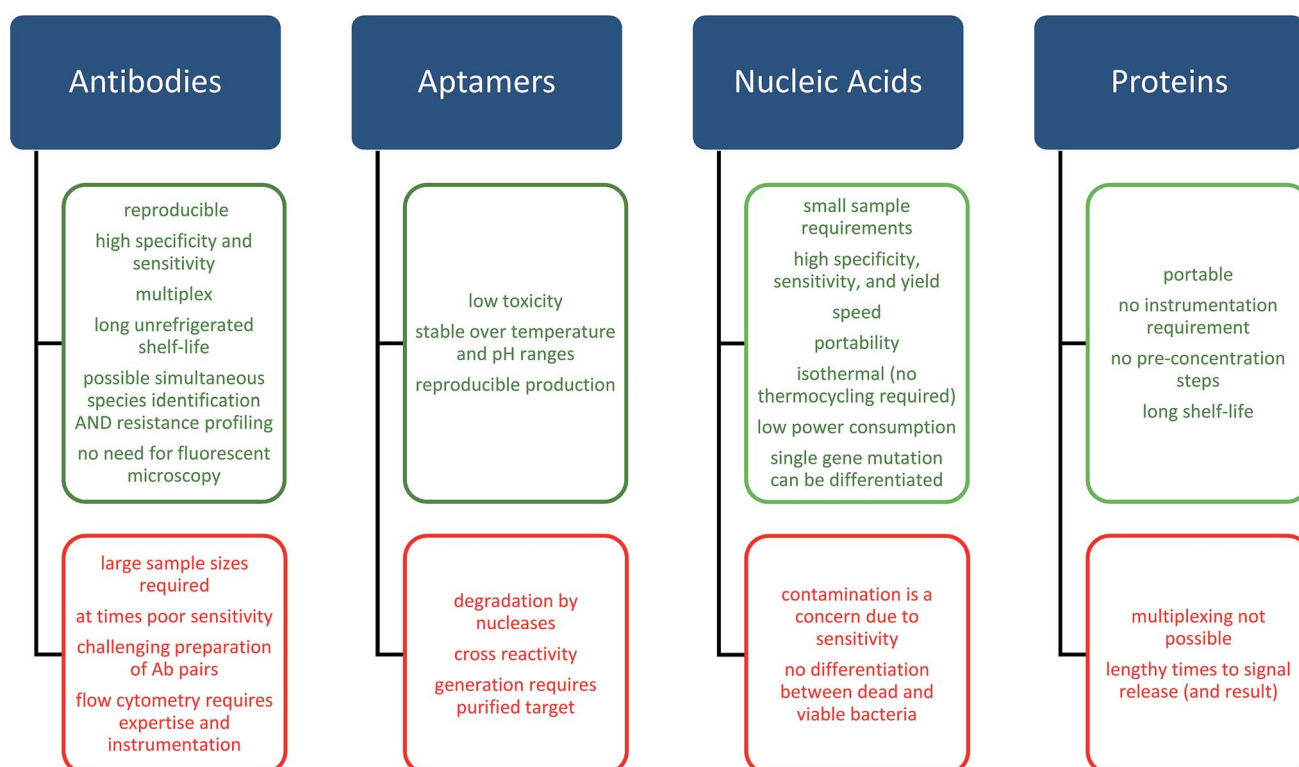 Antibodies
reproducible
high specificity and
sensitivity
multiplex
long unrefrigerated
shelf-life
possible simultaneous
species identification
AND resistance profiling
no need for fluorescent
microscopy
large sample sizes
required
at times poor sensitivity
challenging preparation
of Ab pairs
flow cytometry requires
expertise and
instrumentation
Aptamers
low toxicity
stable over temperature
and pH ranges
reproducible production
degradation by
nucleases
cross reactivity
generation requires
purified target
Nucleic Acids
small sample
requirements
high specificity,
sensitivity, and yield
speed
portability
isothermal (no
thermocycling required)
low power consumption
single gene mutation
can be differentiated
contamination is a
concern due to
sensitivity
no differentiation
between dead and
viable bacteria
Proteins
portable
no instrumentation
requirement
no pre-concentration
steps
long shelf-life
multiplexing not
possible
lengthy times to signal
release (and result)